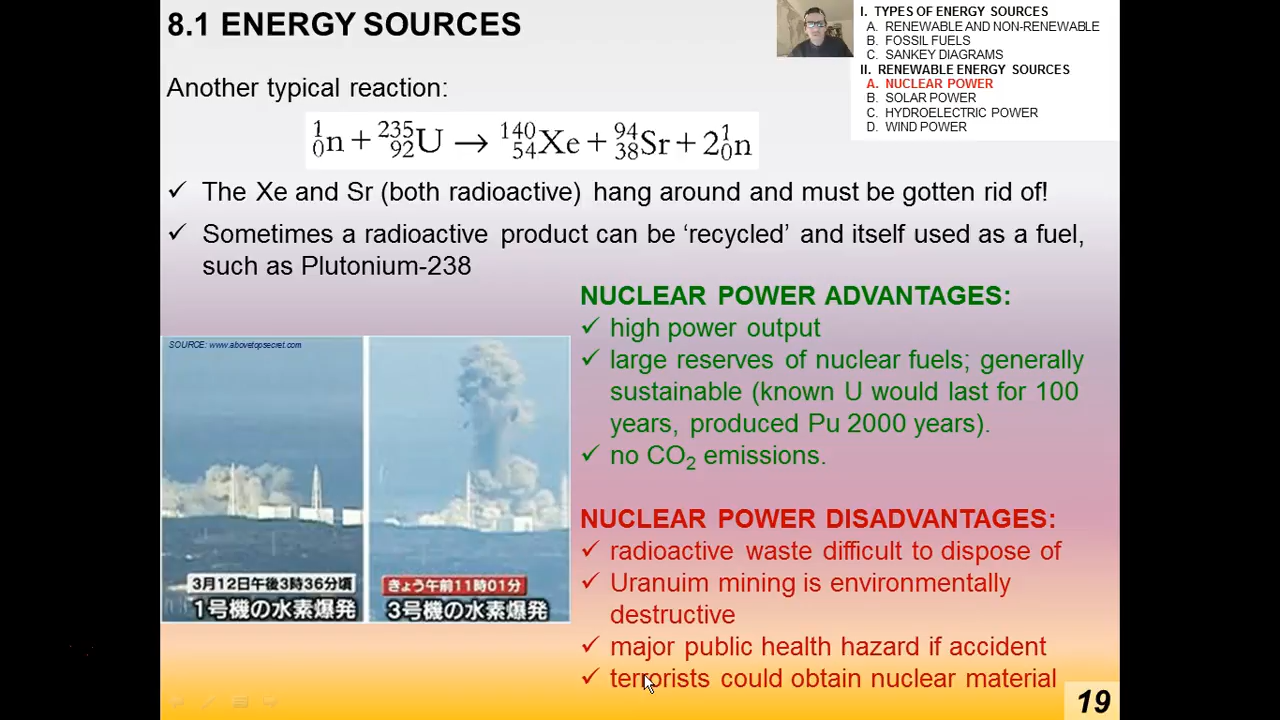 8.1 ENERGY SOURCES
I. TYPES OF ENERGY SOURCES
A. RENEWABLE AND NON-RENEWABLE
B. FOSSIL FUELS
C. SANKEY DIAGRAMS
II. RENEWABLE ENERGY SOURCES
A. NUCLEAR POWER
B. SOLAR POWER
C. HYDROELECTRIC POWER
D. WIND POWER
Another typical reaction:
¹₀n + ²³⁵₉₂U → ¹⁴⁰₅₄Xe + ⁹⁴₃₈Sr + 2¹₀n
✓ The Xe and Sr (both radioactive) hang around and must be gotten rid of!
✓ Sometimes a radioactive product can be ‘recycled’ and itself used as a fuel,
such as Plutonium-238
SOURCE: www.abovetopsecret.com
3月12日午後3時36分頃
1号機の水素爆発
きょう午前11時01分
3号機の水素爆発
NUCLEAR POWER ADVANTAGES:
✓ high power output
✓ large reserves of nuclear fuels; generally
sustainable (known U would last for 100
years, produced Pu 2000 years).
✓ no CO₂ emissions.
NUCLEAR POWER DISADVANTAGES:
✓ radioactive waste difficult to dispose of
✓ Uranuim mining is environmentally
destructive
✓ major public health hazard if accident
✓ terrorists could obtain nuclear material
19